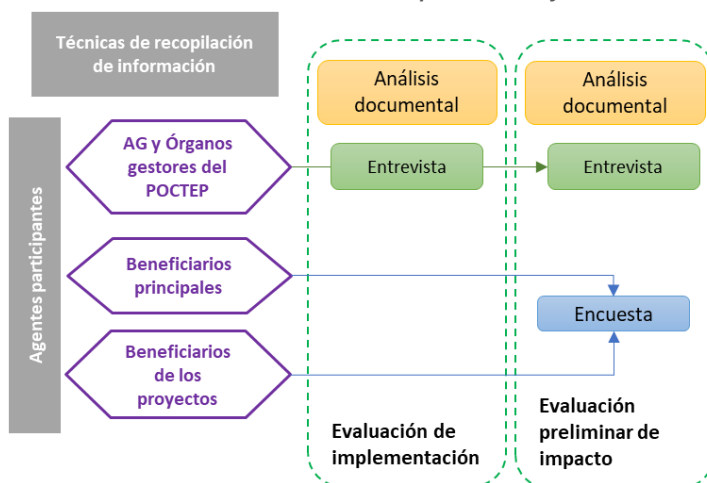 Técnicas de recopilación
de información
Análisis
documental
Análisis
documental
Agentes participantes
AG y Órganos
gestores del
POCTEP
Entrevista
Entrevista
Beneficiarios
principales
Encuesta
Beneficiarios
de los
proyectos
Evaluación de
implementación
Evaluación
preliminar de
impacto